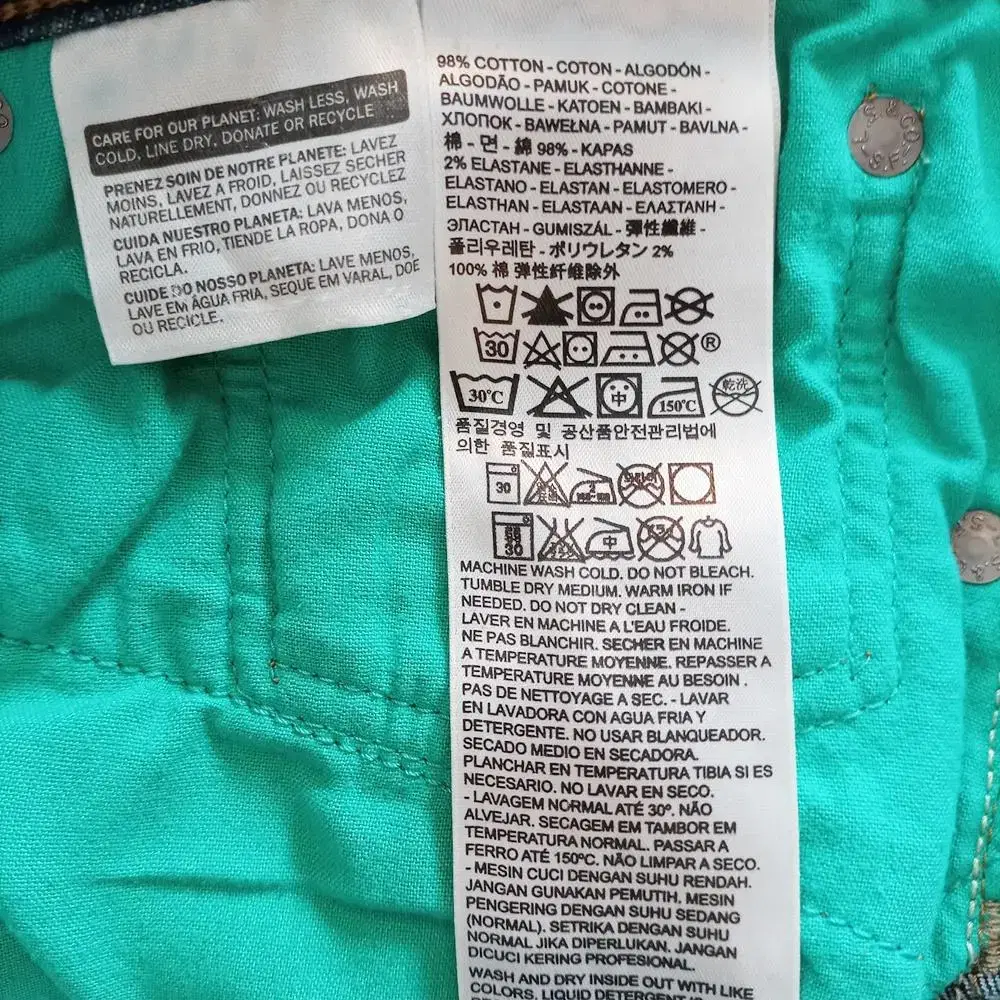 CARE FOR OUR PLANET: WASH LESS, WASH
COLD, LINE DRY, DONATE OR RECYCLE
PRENEZ SOIN DE NOTRE PLANETE: LAVEZ
MOINS, LAVEZ A FROID, LAISSEZ SECHER
NATURELLEMENT, DONNEZ OU RECYCLEZ
CUIDA NUESTRO PLANETA: LAVA MENOS,
LAVA EN FRIO, TIENDE LA ROPA, DONA O
RECICLA.
CUIDE DO NOSSO PLANETA: LAVE MENOS,
LAVE EM ÁGUA FRIA, SEQUE EM VARAL, DOE
OU RECICLE.
98% COTTON - COTON - ALGODÓN -
ALGODÃO - PAMUK - COTONE -
BAUMWOLLE - KATOEN - BAMBAKI -
ХЛОПОК - BAWEŁNA - PAMUT - BAVLNA -
棉 - 면 - 綿 98% - KAPAS
2% ELASTANE - ELASTHANNE -
ELASTANO - ELASTAN - ELASTOMERO -
ELASTHAN - ELASTAAN - ΕΛΑΣΤΑΝΗ -
ЭЛАСТАН - GUMISZÁL - 彈性纖維 -
폴리우레탄 - ポリウレタン 2%
100% 棉 弹性纤维除外
30 ®
30°C 中 150°C 乾洗
품질경영 및 공산품안전관리법에
의한 품질표시
30 2
30 中
MACHINE WASH COLD. DO NOT BLEACH.
TUMBLE DRY MEDIUM. WARM IRON IF
NEEDED. DO NOT DRY CLEAN -
LAVER EN MACHINE A L'EAU FROIDE.
NE PAS BLANCHIR. SECHER EN MACHINE
A TEMPERATURE MOYENNE. REPASSER A
TEMPERATURE MOYENNE AU BESOIN .
PAS DE NETTOYAGE A SEC. - LAVAR
EN LAVADORA CON AGUA FRIA Y
DETERGENTE. NO USAR BLANQUEADOR.
SECADO MEDIO EN SECADORA.
PLANCHAR EN TEMPERATURA TIBIA SI ES
NECESARIO. NO LAVAR EN SECO.
- LAVAGEM NORMAL ATÉ 30º. NÃO
ALVEJAR. SECAGEM EM TAMBOR EM
TEMPERATURA NORMAL. PASSAR A
FERRO ATÉ 150ºC. NÃO LIMPAR A SECO.
- MESIN CUCI DENGAN SUHU RENDAH.
JANGAN GUNAKAN PEMUTIH. MESIN
PENGERING DENGAN SUHU SEDANG
(NORMAL). SETRIKA DENGAN SUHU
NORMAL JIKA DIPERLUKAN. JANGAN
DICUCI KERING PROFESIONAL.
WASH AND DRY INSIDE OUT WITH LIKE
COLORS. LIQUID DETERGENT IS